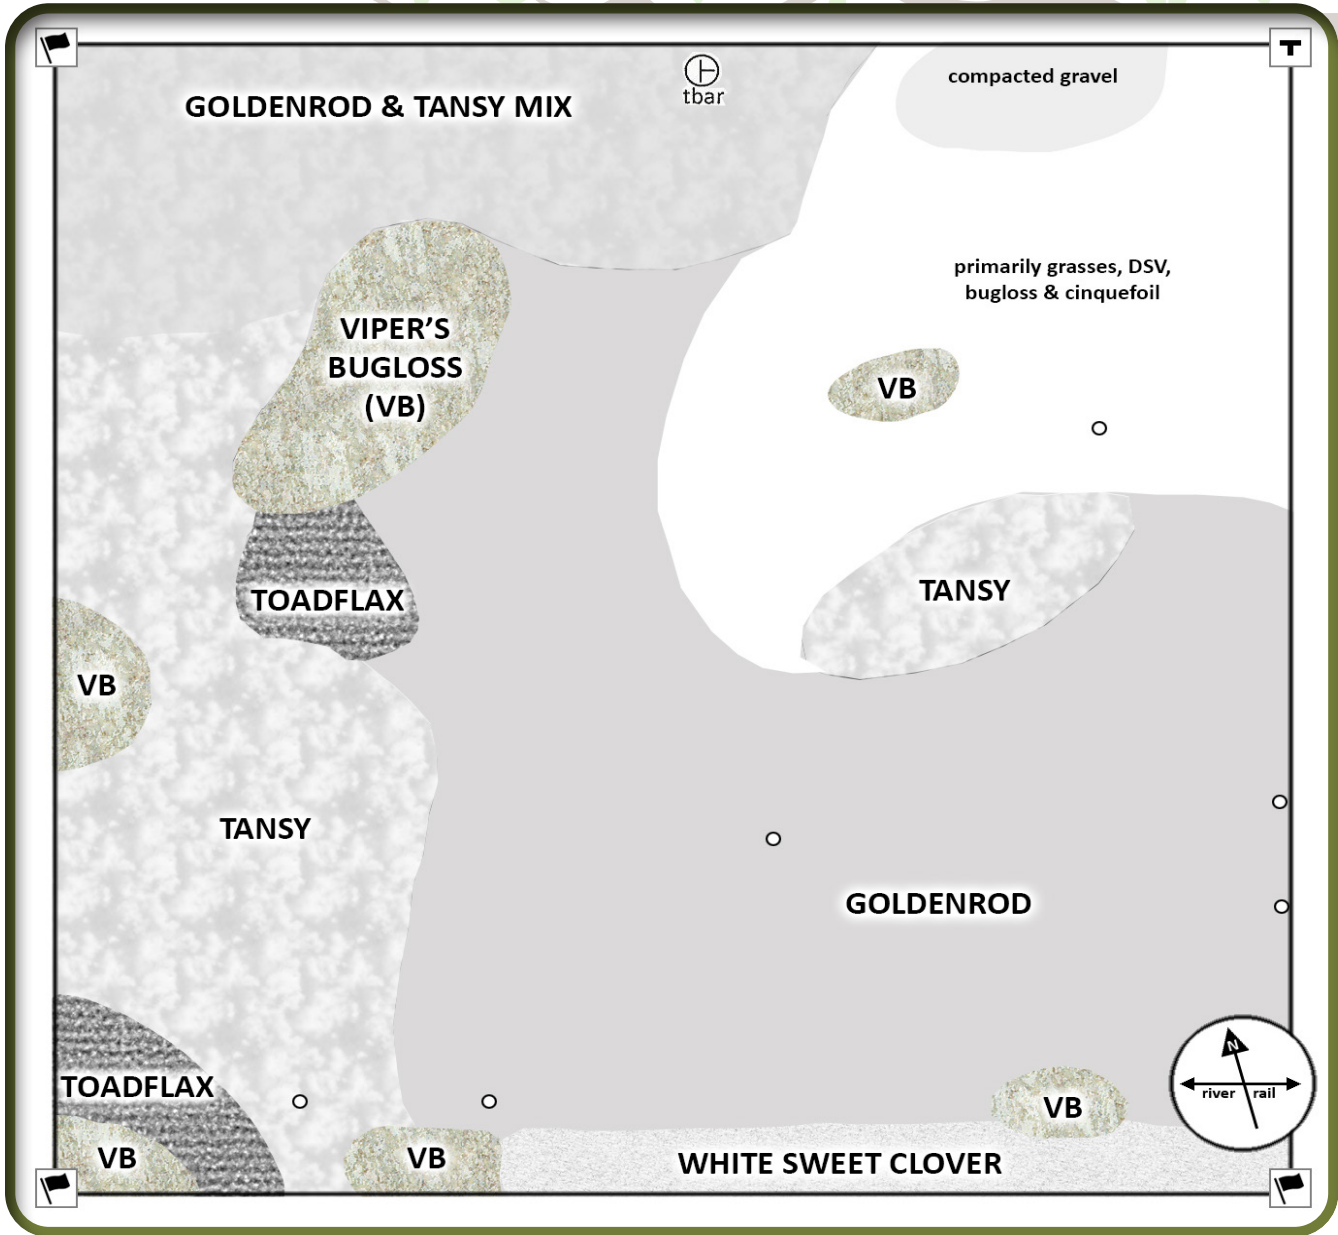 T
compacted gravel
tbar
GOLDENROD & TANSY MIX
primarily grasses, DSV,
bugloss & cinquefoil
VIPER’S
BUGLOSS
(VB)
VB
TANSY
TOADFLAX
VB
TANSY
GOLDENROD
N
river rail
TOADFLAX
VB
VB
VB
WHITE SWEET CLOVER